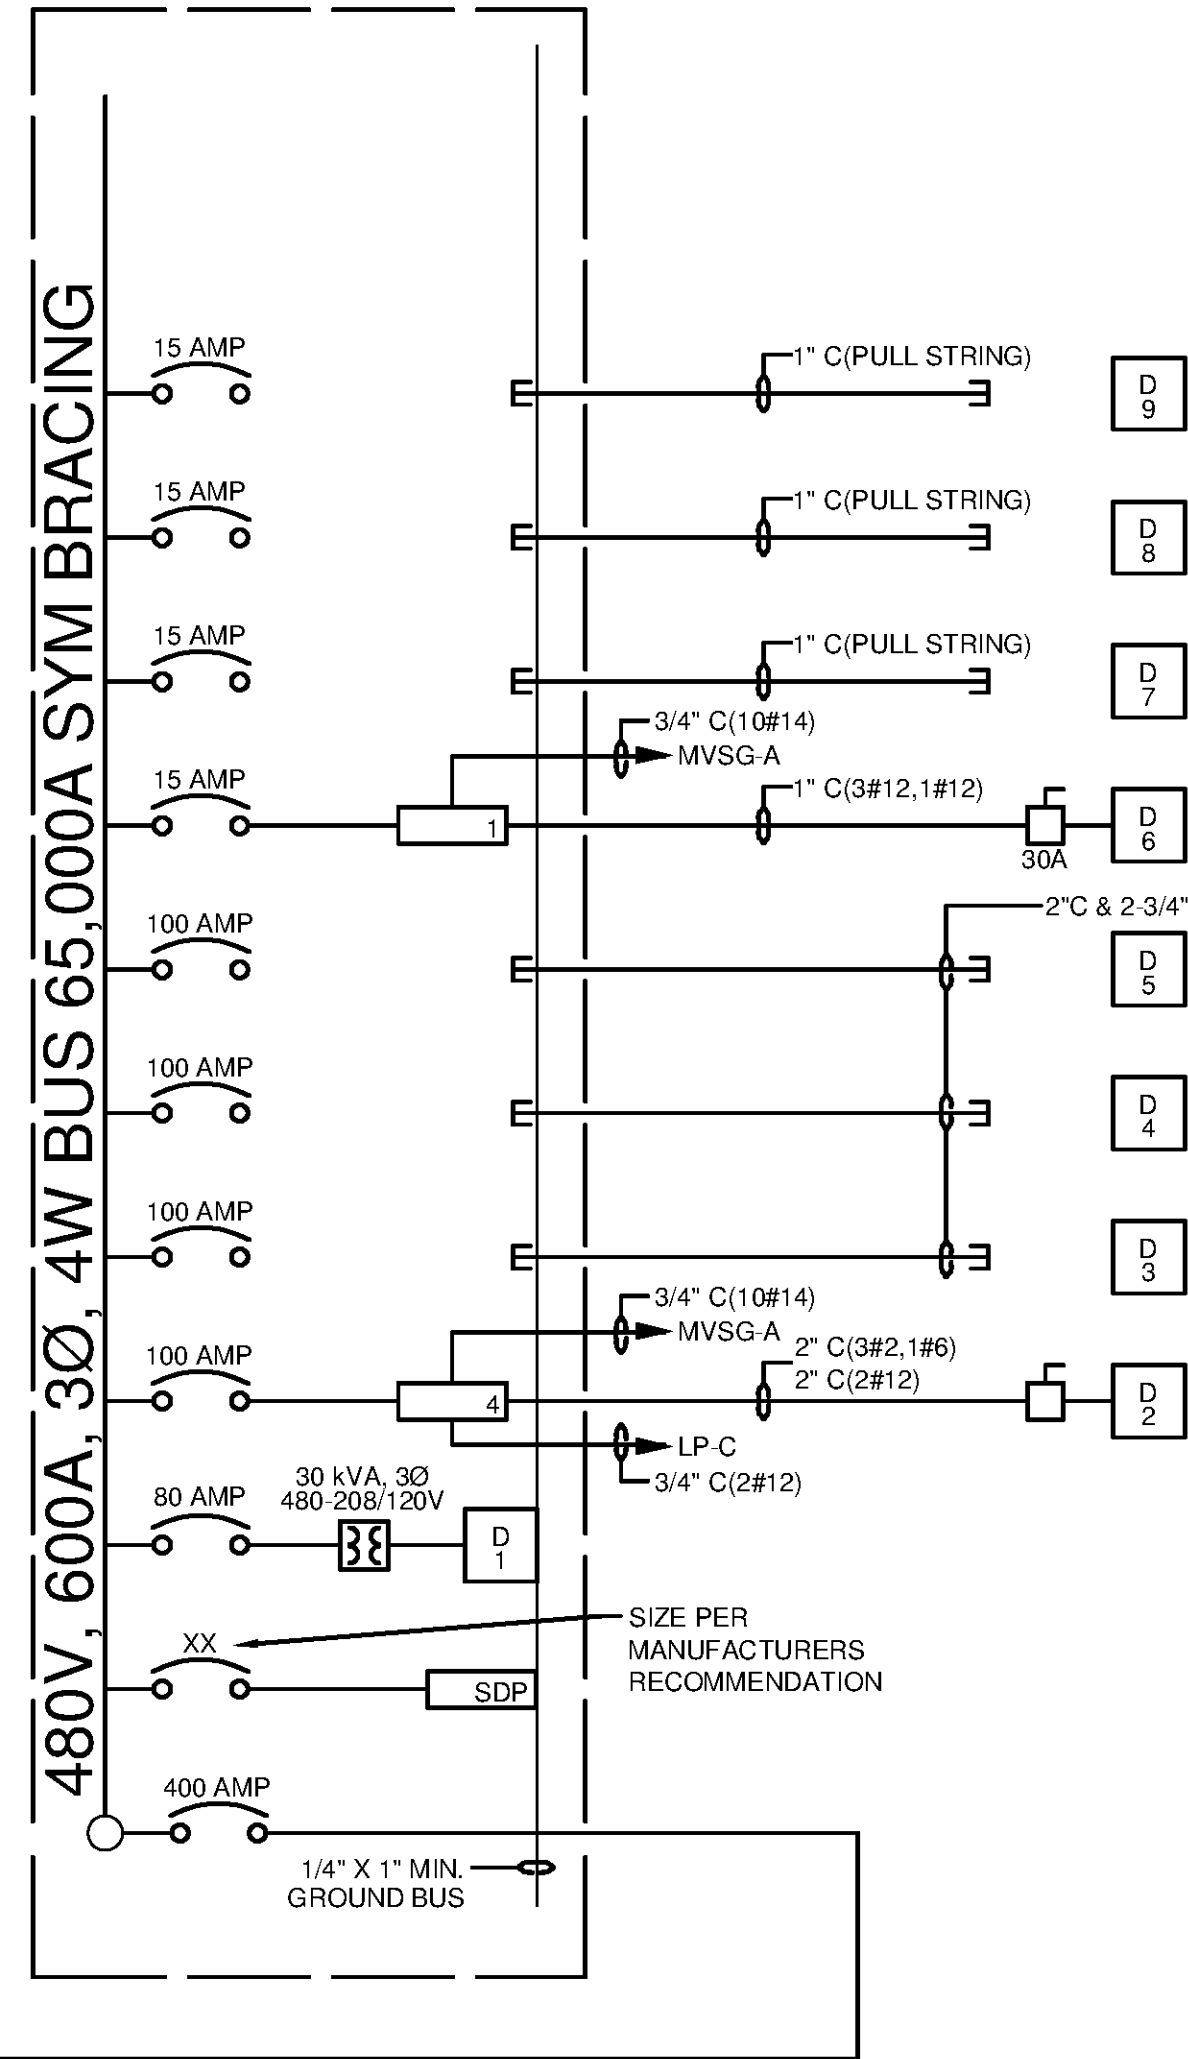 480V, 600A, 3Ø, 4W BUS 65,000A SYM BRACING
15 AMP
1" C(PULL STRING)
D
9
15 AMP
1" C(PULL STRING)
D
8
15 AMP
1" C(PULL STRING)
D
7
3/4" C(10#14)
MVSG-A
15 AMP
1
1" C(3#12,1#12)
30A
D
6
2"C & 2-3/4"
100 AMP
D
5
100 AMP
D
4
100 AMP
D
3
3/4" C(10#14)
MVSG-A
100 AMP
4
2" C(3#2,1#6)
2" C(2#12)
D
2
LP-C
3/4" C(2#12)
80 AMP
30 kVA, 3Ø
480-208/120V
D
1
XX
SIZE PER
MANUFACTURERS
RECOMMENDATION
SDP
400 AMP
1/4" X 1" MIN.
GROUND BUS